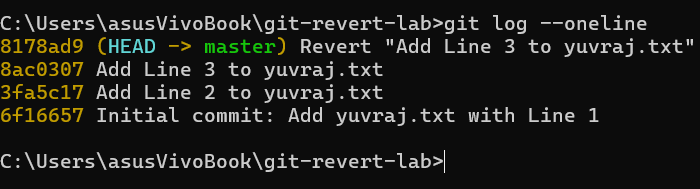 C:\Users\asusVivoBook\git-revert-lab>git log --oneline
8178ad9 (HEAD -> master) Revert "Add Line 3 to yuvraj.txt"
8ac0307 Add Line 3 to yuvraj.txt
3fa5c17 Add Line 2 to yuvraj.txt
6f16657 Initial commit: Add yuvraj.txt with Line 1
C:\Users\asusVivoBook\git-revert-lab>